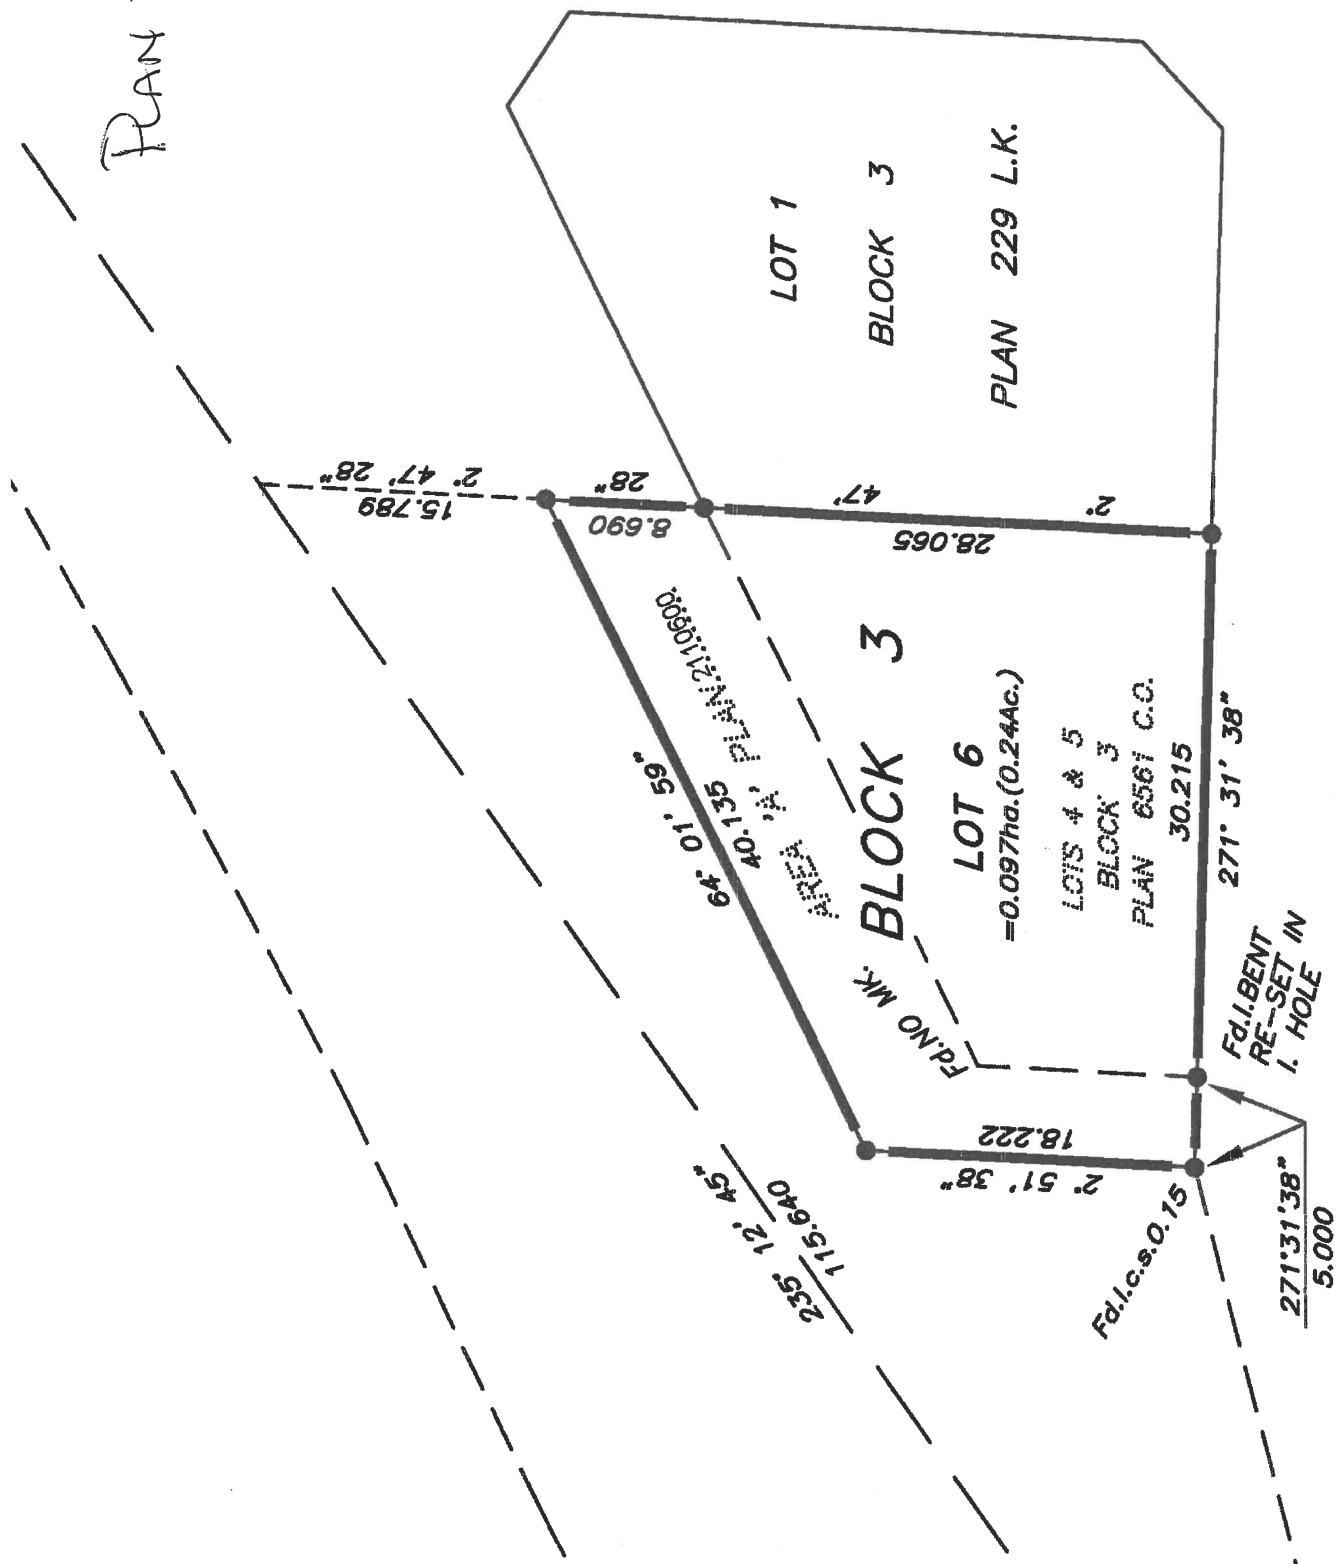 PLAN
LOT 1
BLOCK 3
PLAN 229 L.K.
2° 47' 28"
15.789
28"
8.690
47'
2°
28.065
AREA 'A' PLAN 2110600
64° 01' 59"
40.135
BLOCK 3
LOT 6
=0.097ha.(0.24Ac.)
LOTS 4 & 5
BLOCK 3
PLAN 6561 C.O.
30.215
271° 31' 38"
Fd.NO MK.
Fd.I.BENT
RE-SET IN
I. HOLE
18.222
2° 51' 38"
235° 12' 45"
115.640
Fd.I.c.s.0.15
271°31'38"
5.000